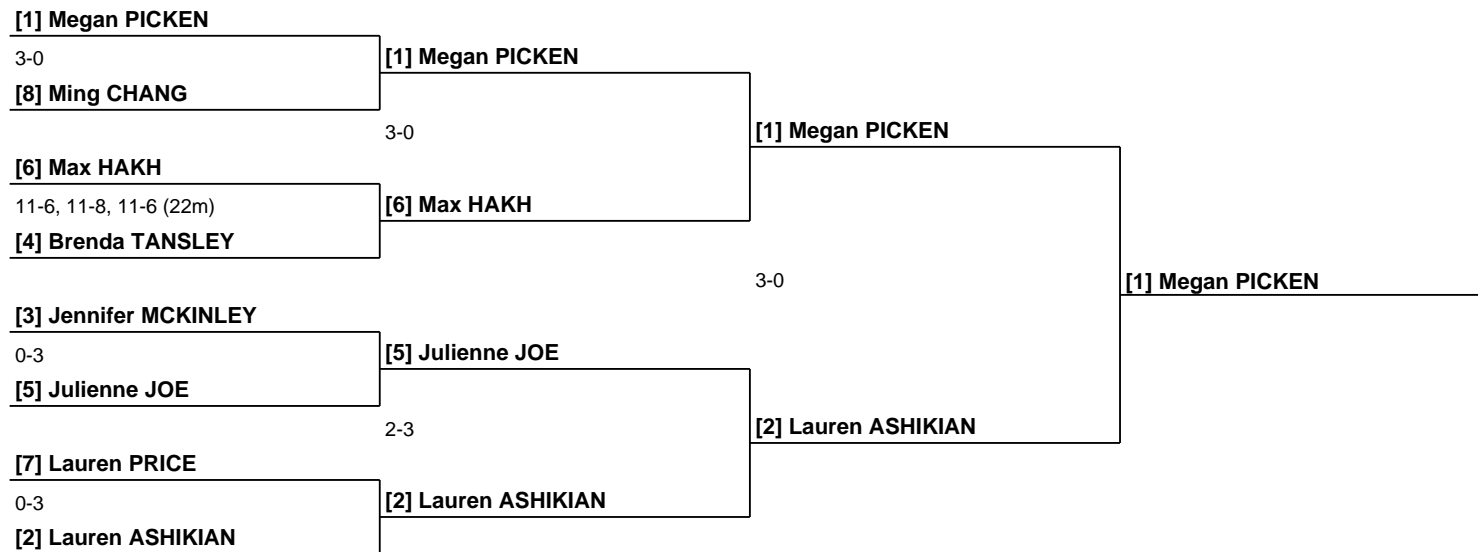 [1] Megan PICKEN
3-0
[8] Ming CHANG
[1] Megan PICKEN
3-0
[6] Max HAKH
11-6, 11-8, 11-6 (22m)
[4] Brenda TANSLEY
[6] Max HAKH
[1] Megan PICKEN
3-0
[1] Megan PICKEN
[3] Jennifer MCKINLEY
0-3
[5] Julienne JOE
[5] Julienne JOE
2-3
[2] Lauren ASHIKIAN
[7] Lauren PRICE
0-3
[2] Lauren ASHIKIAN
[2] Lauren ASHIKIAN